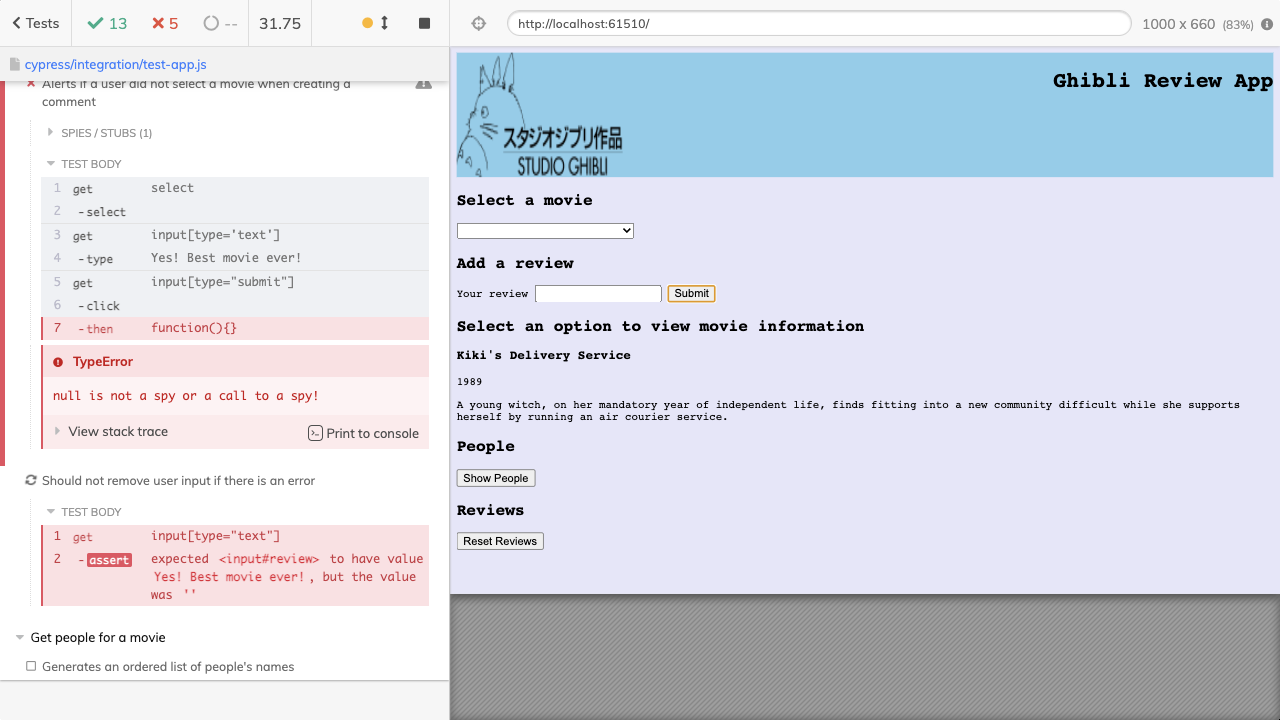 Tests
13
5
--
31.75
http://localhost:61510/
1000 x 660 (83%)
cypress/integration/test-app.js
Alerts if a user did not select a movie when creating a
comment
SPIES / STUBS (1)
TEST BODY
1 get select
2 -select
3 get input[type='text']
4 -type Yes! Best movie ever!
5 get input[type="submit"]
6 -click
7 -then function(){}
TypeError
null is not a spy or a call to a spy!
View stack trace
Print to console
Should not remove user input if there is an error
TEST BODY
1 get input[type="text"]
2 -assert expected <input#review> to have value
Yes! Best movie ever!, but the value
was ''
Get people for a movie
Generates an ordered list of people's names
Ghibli Review App
スタジオジブリ作品
STUDIO GHIBLI
Select a movie
Add a review
Your review
Submit
Select an option to view movie information
Kiki's Delivery Service
1989
A young witch, on her mandatory year of independent life, finds fitting into a new community difficult while she supports
herself by running an air courier service.
People
Show People
Reviews
Reset Reviews